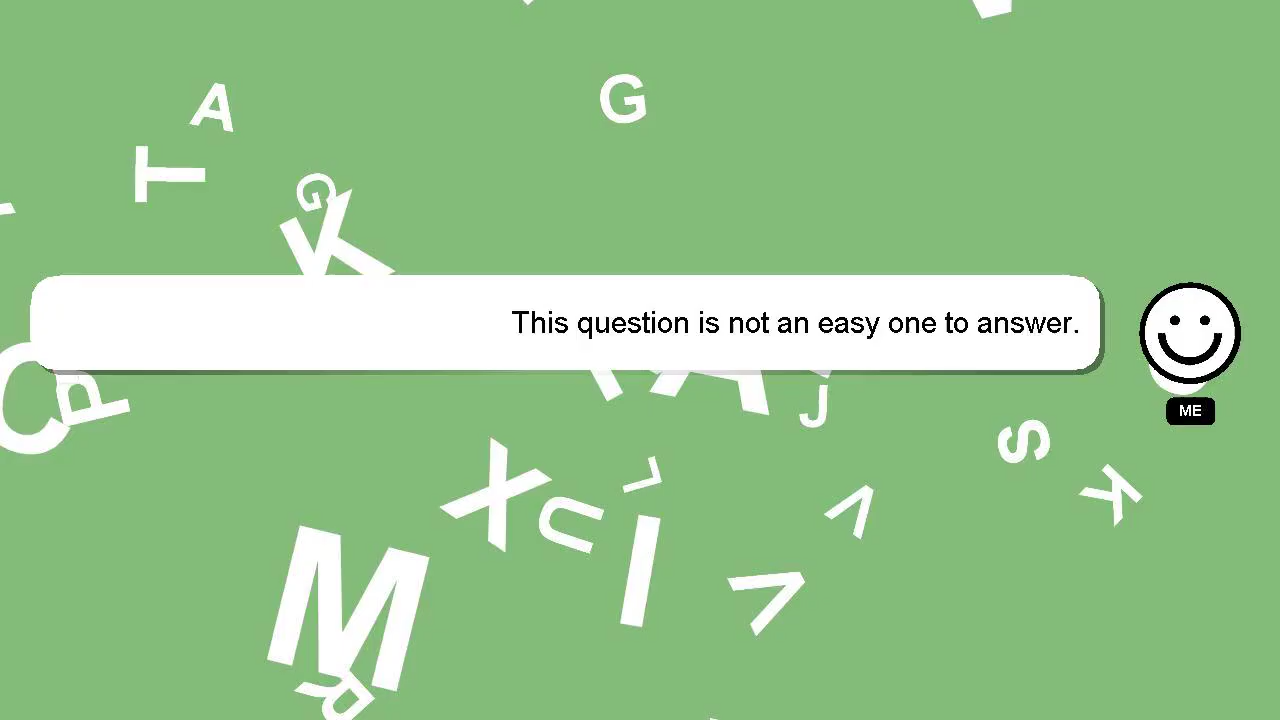 A
G
T
G
K
This question is not an easy one to answer.
ME
C
P
A
J
S
X
L
K
U
V
I
V
M
R